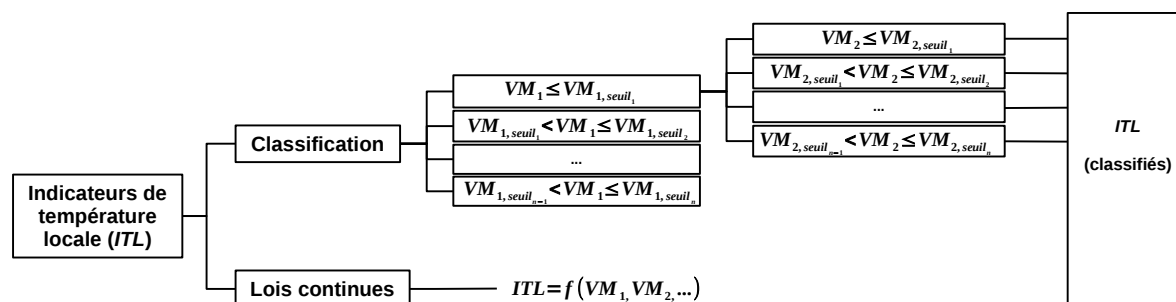 Indicateurs de
température
locale (ITL)
Classification
Lois continues
VM₁ ≤ VM₁,seuil₁
VM₁,seuil₁ < VM₁ ≤ VM₁,seuil₂
...
VM₁,seuilₙ₋₁ < VM₁ ≤ VM₁,seuilₙ
VM₂ ≤ VM₂,seuil₁
VM₂,seuil₁ < VM₂ ≤ VM₂,seuil₂
...
VM₂,seuilₙ₋₁ < VM₂ ≤ VM₂,seuilₙ
ITL
(classifiés)
ITL = f (VM₁, VM₂, ...)